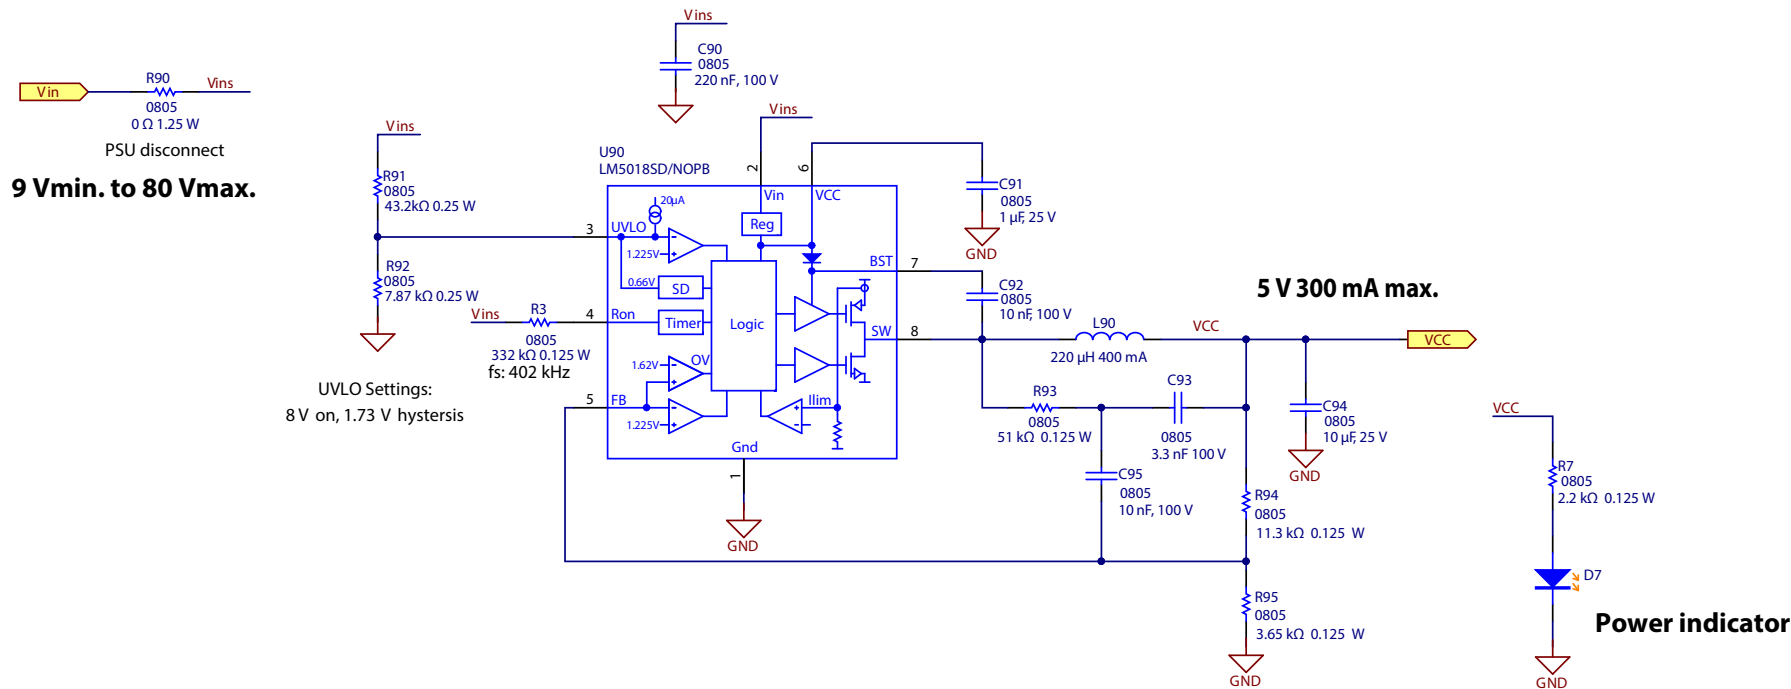 Vins
C90
0805
220 nF, 100 V
Vin
R90
Vins
0805
0 Ω 1.25 W
PSU disconnect
9 Vmin. to 80 Vmax.
Vins
R91
0805
43.2kΩ 0.25 W
R92
0805
7.87 kΩ 0.25 W
UVLO Settings:
8 V on, 1.73 V hystersis
Vins
R3
0805
332 kΩ 0.125 W
fs: 402 kHz
U90
LM5018SD/NOPB
Vins
2
6
3
4
5
1
7
8
Vin
VCC
Reg
20µA
UVLO
1.225V
0.66V
SD
Ron
Timer
Logic
1.62V
OV
FB
1.225V
Ilim
Gnd
BST
SW
GND
C91
0805
1 µF, 25 V
GND
C92
0805
10 nF, 100 V
5 V 300 mA max.
L90
220 µH 400 mA
VCC
VCC
R93
0805
51 kΩ 0.125 W
C93
0805
3.3 nF 100 V
C94
0805
10 µF, 25 V
GND
C95
0805
10 nF, 100 V
R94
0805
11.3 kΩ 0.125 W
R95
0805
3.65 kΩ 0.125 W
GND
VCC
R7
0805
2.2 kΩ 0.125 W
D7
Power indicator
GND